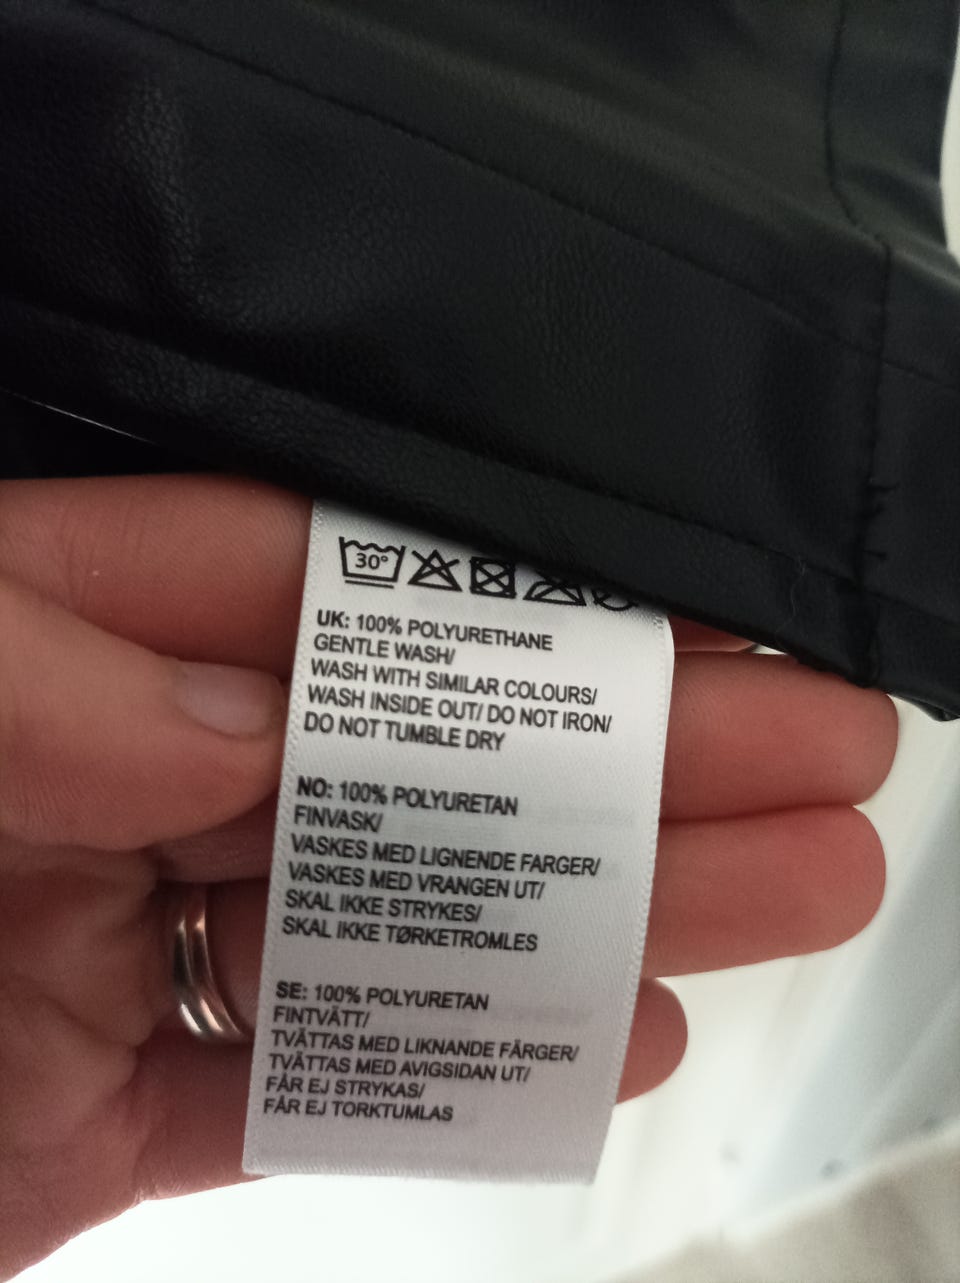 30°
UK: 100% POLYURETHANE
GENTLE WASH/
WASH WITH SIMILAR COLOURS/
WASH INSIDE OUT/ DO NOT IRON/
DO NOT TUMBLE DRY
NO: 100% POLYURETAN
FINVASK/
VASKES MED LIGNENDE FARGER/
VASKES MED VRANGEN UT/
SKAL IKKE STRYKES/
SKAL IKKE TØRKETROMLES
SE: 100% POLYURETAN
FINTVÄTT/
TVÄTTAS MED LIKNANDE FÄRGER/
TVÄTTAS MED AVIGSIDAN UT/
FÅR EJ STRYKAS/
FÅR EJ TORKTUMLAS